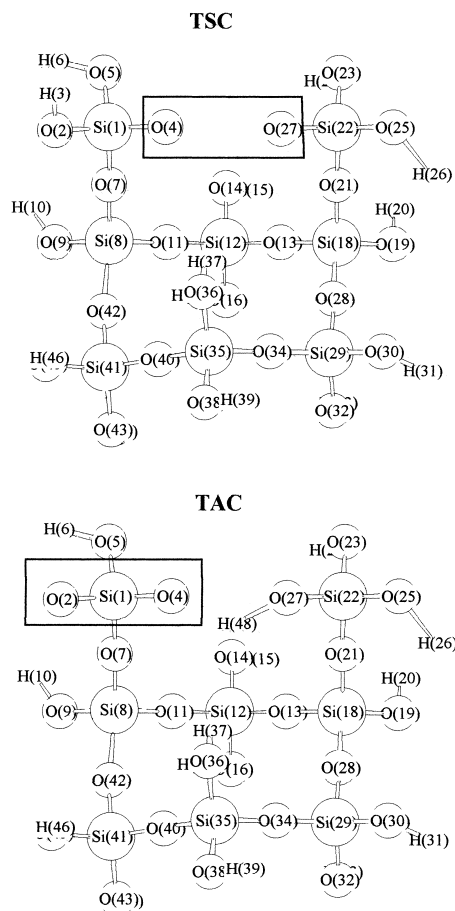 TSC
H(6) O(5) O(23)
H(3)
O(2) Si(1) O(4) O(27) Si(22) O(25)
H(26)
O(7) O(14) (15) O(21)
H(10) H(20)
O(9) Si(8) O(11) Si(12) O(13) Si(18) O(19)
H(37)
H O(36) (16) O(28)
O(42)
H(46) Si(41) O(40) Si(35) O(34) Si(29) O(30)
H(31)
O(38 H(39) O(32)
O(43)
TAC
H(6) O(5) O(23)
O(2) Si(1) O(4) O(27) Si(22) O(25)
H(48) H(26)
O(7) O(14) (15) O(21)
H(10) H(20)
O(9) Si(8) O(11) Si(12) O(13) Si(18) O(19)
H(37)
H O(36) (16) O(28)
O(42)
H(46) Si(41) O(40) Si(35) O(34) Si(29) O(30)
H(31)
O(38 H(39) O(32)
O(43)